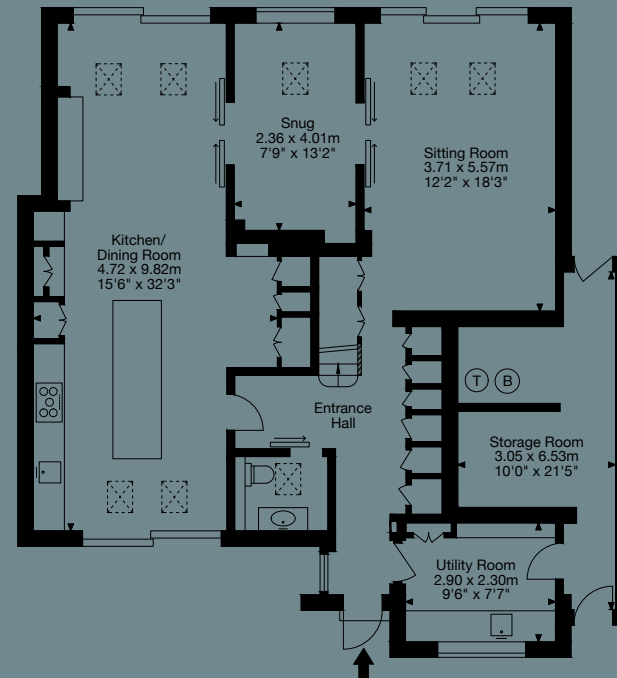 Snug
2.36 x 4.01m
7'9" x 13'2"
Sitting Room
3.71 x 5.57m
12'2" x 18'3"
Kitchen/
Dining Room
4.72 x 9.82m
15'6" x 32'3"
T
B
Entrance
Hall
Storage Room
3.05 x 6.53m
10'0" x 21'5"
Utility Room
2.90 x 2.30m
9'6" x 7'7"